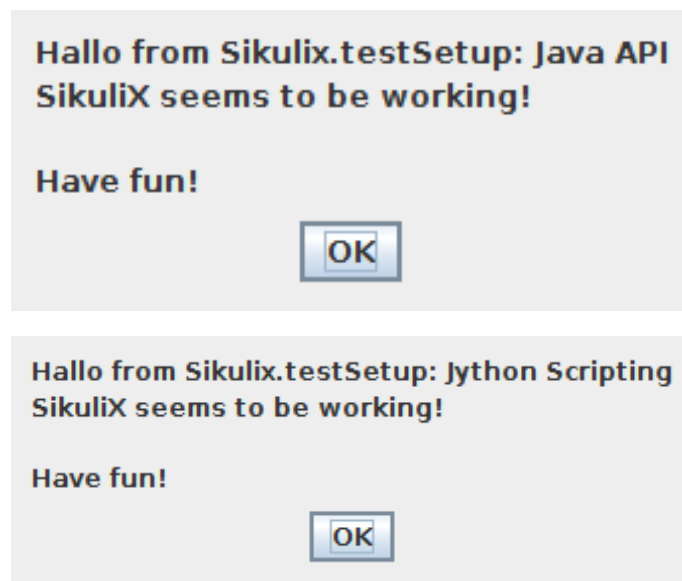 Hallo from Sikulix.testSetup: Java API
SikuliX seems to be working!
Have fun!
OK
Hallo from Sikulix.testSetup: Jython Scripting
SikuliX seems to be working!
Have fun!
OK